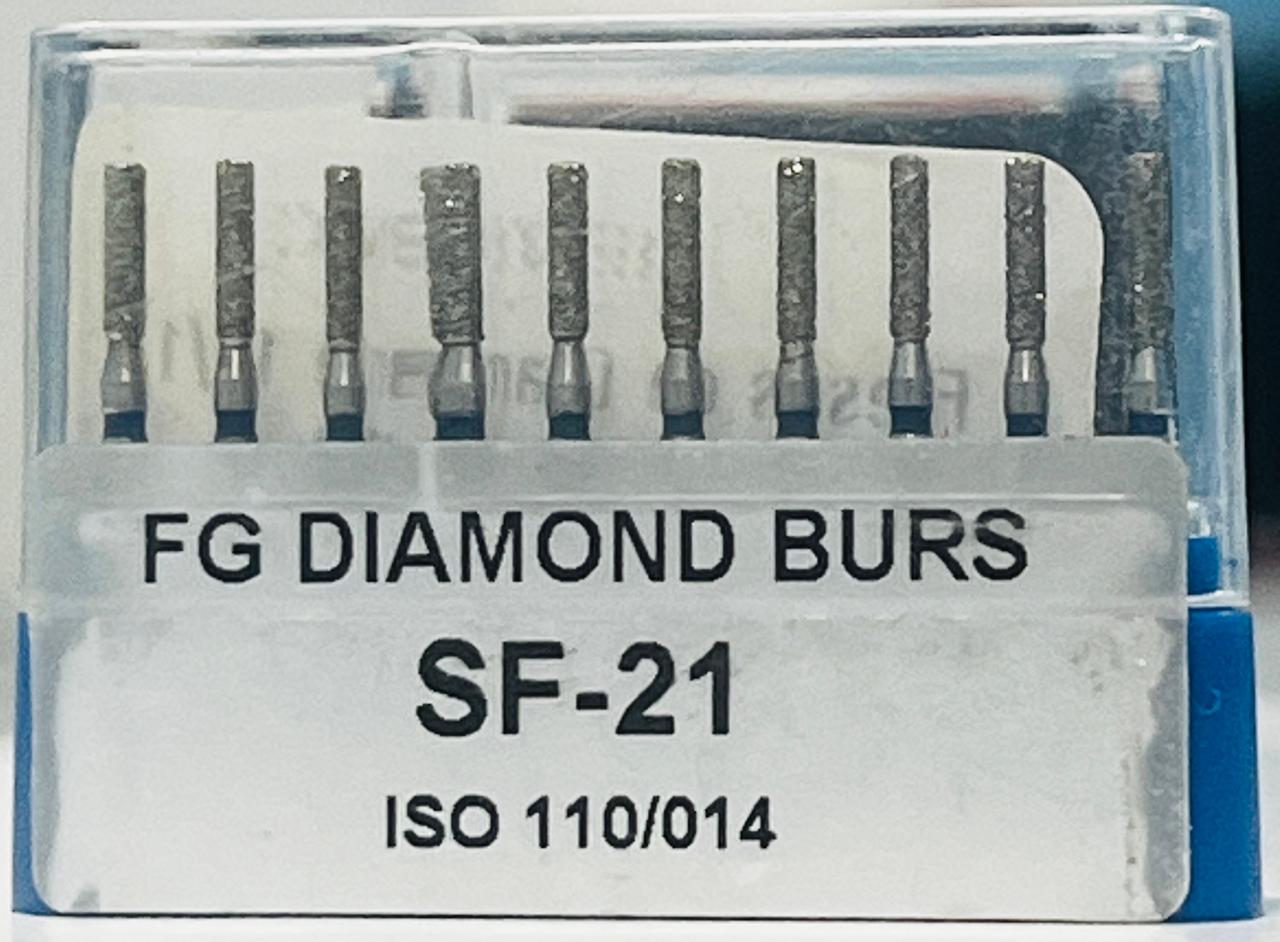 FG DIAMOND BURS
SF-21
ISO 110/014